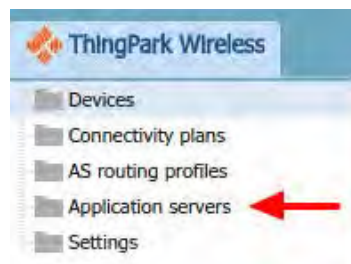 ThingPark Wireless
Devices
Connectivity plans
AS routing profiles
Application servers
Settings